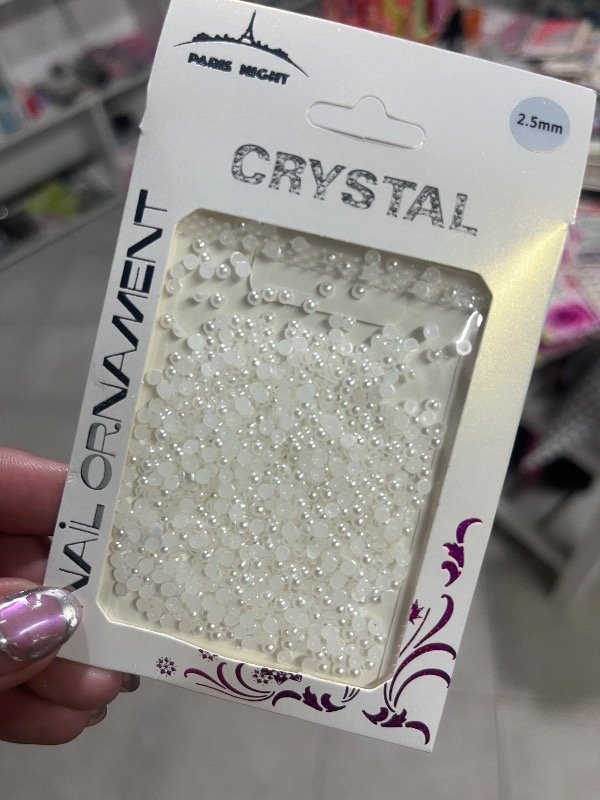 PARIS NIGHT
2.5mm
CRYSTAL
NAIL ORNAMENT